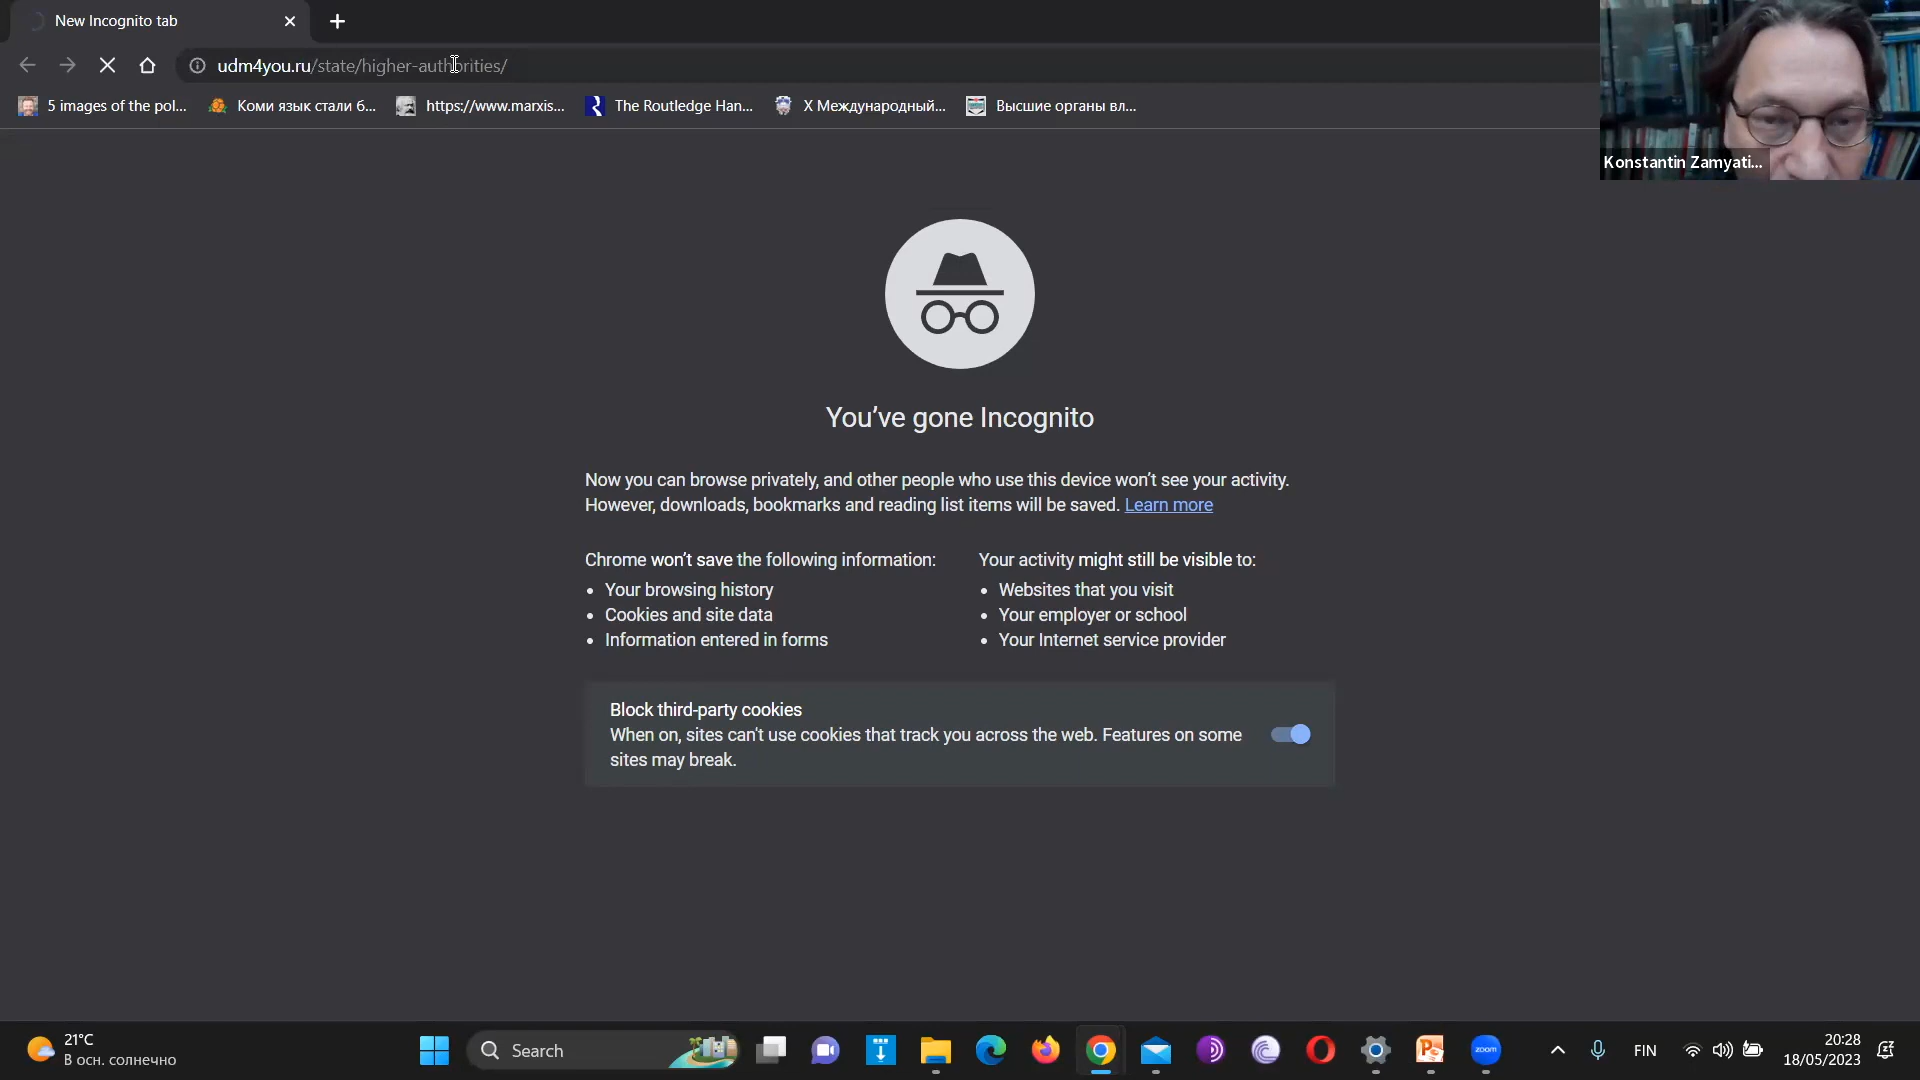 New Incognito tab
udm4you.ru/state/higher-authorities/
5 images of the pol...
Коми язык стали б...
https://www.marxis...
The Routledge Han...
X Международный...
Высшие органы вл...
Konstantin Zamyati...
You've gone Incognito
Now you can browse privately, and other people who use this device won't see your activity.
However, downloads, bookmarks and reading list items will be saved. Learn more
Chrome won't save the following information:
Your browsing history
Cookies and site data
Information entered in forms
Your activity might still be visible to:
Websites that you visit
Your employer or school
Your Internet service provider
Block third-party cookies
When on, sites can't use cookies that track you across the web. Features on some
sites may break.
21°C
В осн. солнечно
Search
zoom
FIN
20:28
18/05/2023